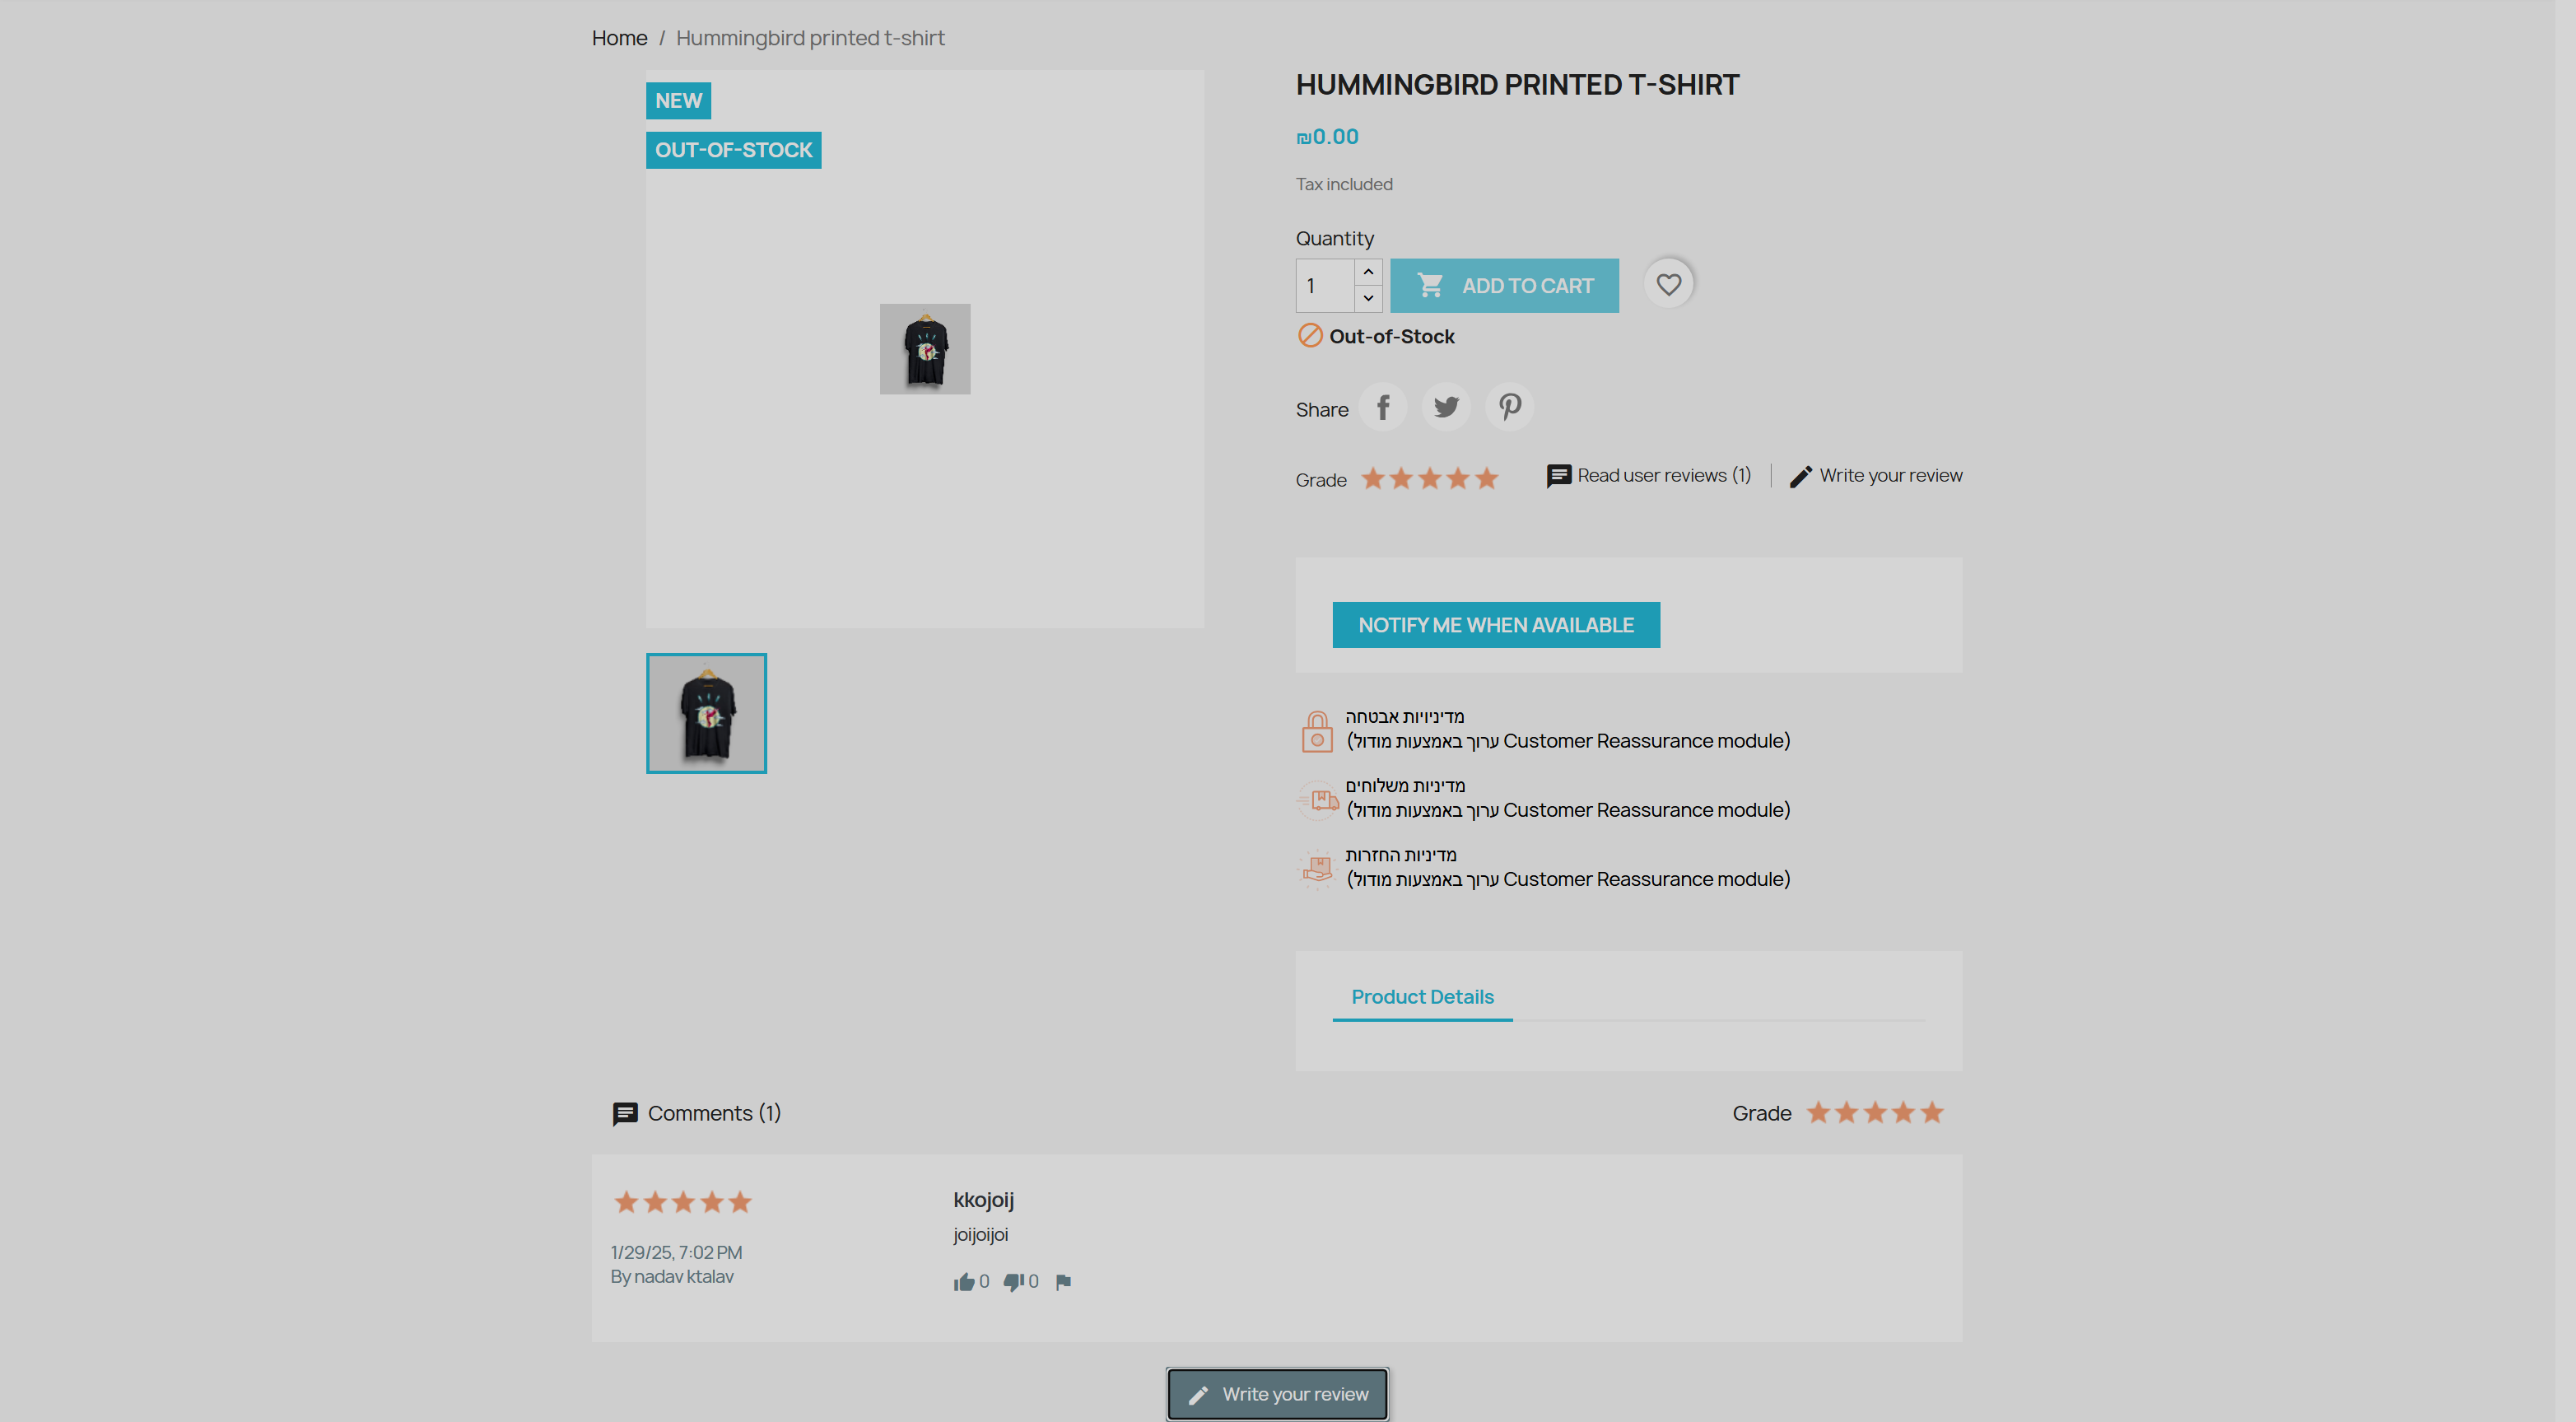 Home / Hummingbird printed t-shirt
NEW
OUT-OF-STOCK
HUMMINGBIRD PRINTED T-SHIRT
₪0.00
Tax included
Quantity
1
ADD TO CART
Out-of-Stock
Share
Grade
Read user reviews (1)
Write your review
NOTIFY ME WHEN AVAILABLE
מדיניויות אבטחה
(ערוך באמצעות מודול Customer Reassurance module)
מדיניות משלוחים
(ערוך באמצעות מודול Customer Reassurance module)
מדיניות החזרות
(ערוך באמצעות מודול Customer Reassurance module)
Product Details
Comments (1)
Grade
1/29/25, 7:02 PM
By nadav ktalav
kkojoij
joijoijoi
0 0
Write your review